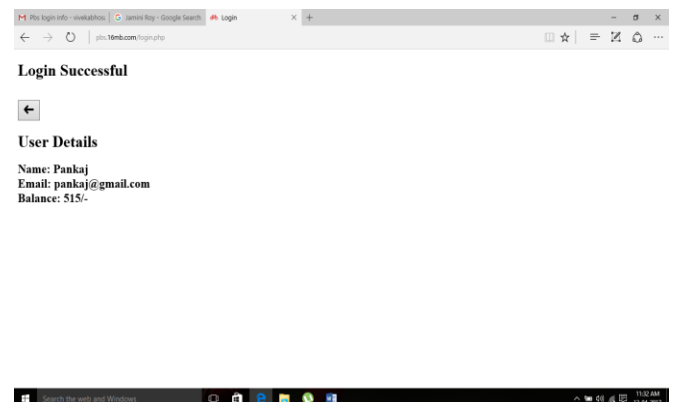 Pbs login info - vivekabhos
Jamini Roy - Google Search
Login
pbs.16mb.com/login.php
Login Successful
User Details
Name: Pankaj
Email: pankaj@gmail.com
Balance: 515/-
Search the web and Windows
11:02 AM